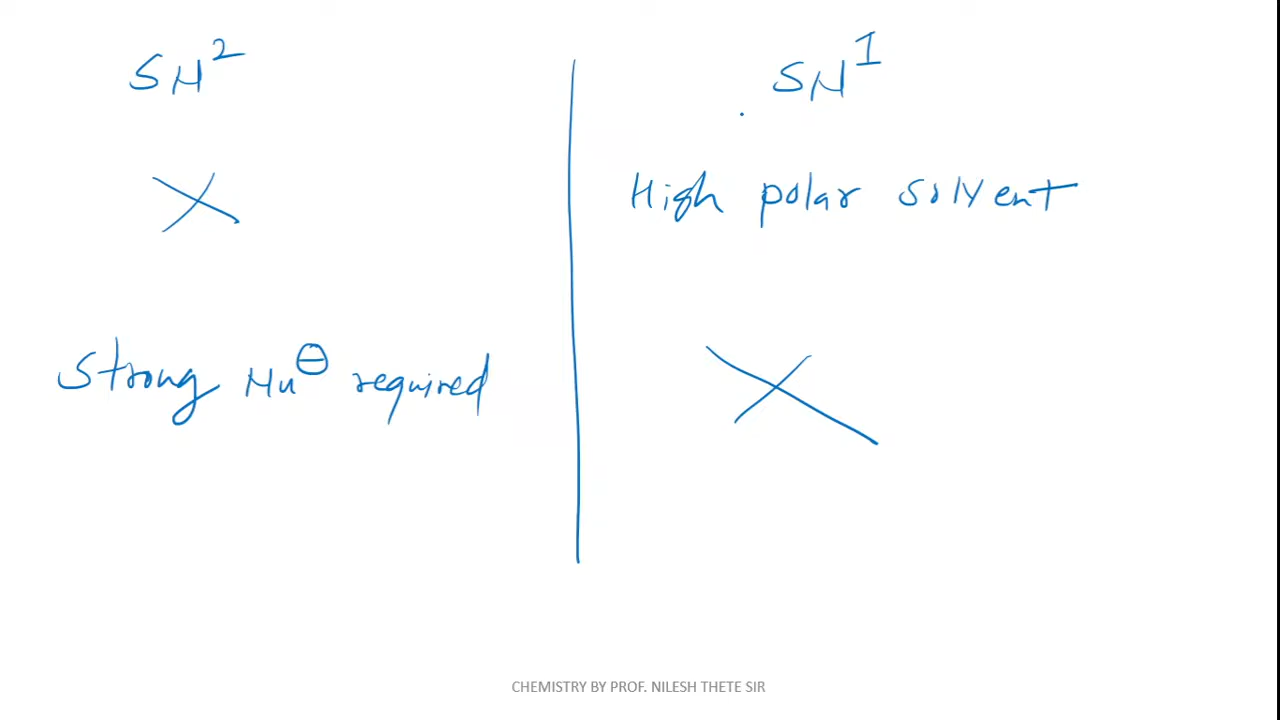 SN²
SN¹
High polar solvent
Strong Nu⊖ required
CHEMISTRY BY PROF. NILESH THETE SIR